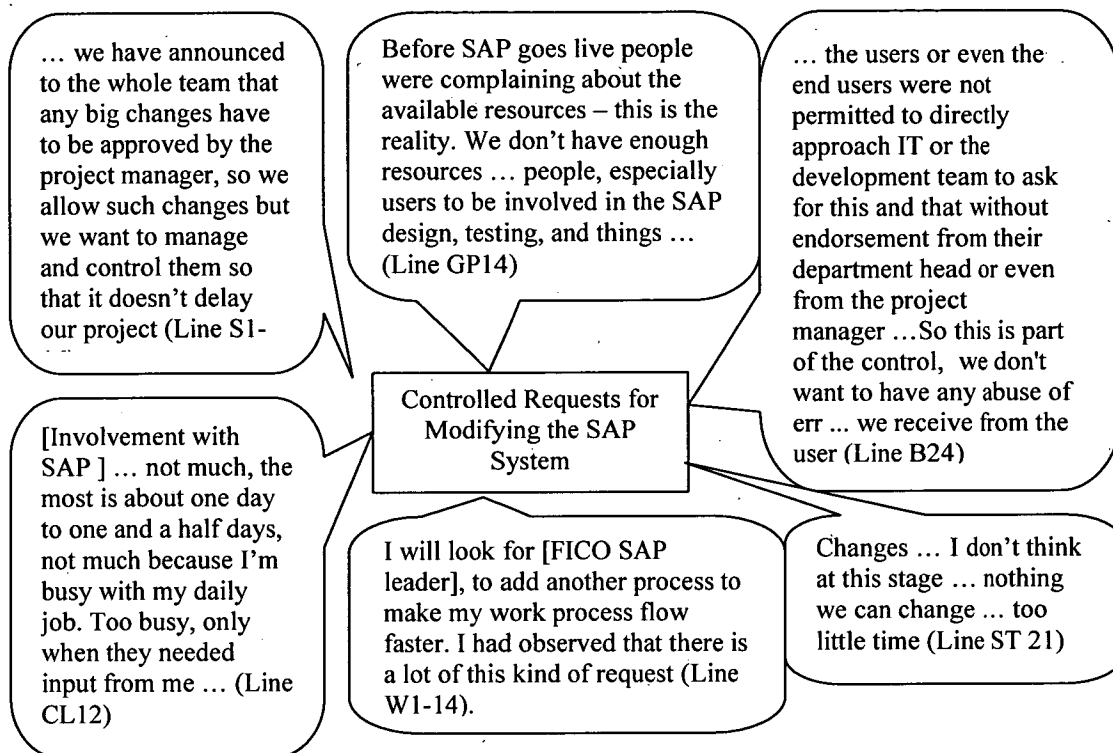 … we have announced
to the whole team that
any big changes have
to be approved by the
project manager, so we
allow such changes but
we want to manage
and control them so
that it doesn't delay
our project (Line S1-
Before SAP goes live people
were complaining about the
available resources – this is the
reality. We don't have enough
resources … people, especially
users to be involved in the SAP
design, testing, and things …
(Line GP14)
… the users or even the
end users were not
permitted to directly
approach IT or the
development team to ask
for this and that without
endorsement from their
department head or even
from the project
manager …So this is part
of the control, we don't
want to have any abuse of
err ... we receive from the
user (Line B24)
Controlled Requests for
Modifying the SAP
System
[Involvement with
SAP ] … not much, the
most is about one day
to one and a half days,
not much because I'm
busy with my daily
job. Too busy, only
when they needed
input from me … (Line
CL12)
I will look for [FICO SAP
leader], to add another process to
make my work process flow
faster. I had observed that there is
a lot of this kind of request (Line
W1-14).
Changes … I don't think
at this stage … nothing
we can change … too
little time (Line ST 21)